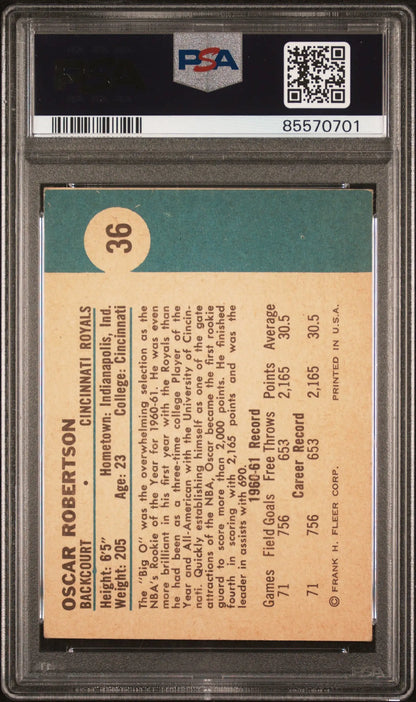 PSA
85570701
36
OSCAR ROBERTSON
BACKCOURT • CINCINNATI ROYALS
Height: 6'5" Hometown: Indianapolis, Ind.
Weight: 205 Age: 23 College: Cincinnati
The "Big O" was the overwhelming selection as the
NBA's Rookie of the Year for 1960-61. He was even
more brilliant in his first year with the Royals than
he had been as a three-time college Player of the
Year and All-American with the University of Cincin-
nati. Quickly establishing himself as one of the gate
attractions of the NBA, Oscar became the first rookie
guard to score more than 2,000 points. He finished
fourth in scoring with 2,165 points and was the
leader in assists with 690.
1960-61 Record
Games Field Goals Free Throws Points Average
71 756 653 2,165 30.5
Career Record
71 756 653 2,165 30.5
© FRANK H. FLEER CORP. PRINTED IN U.S.A.
PSA